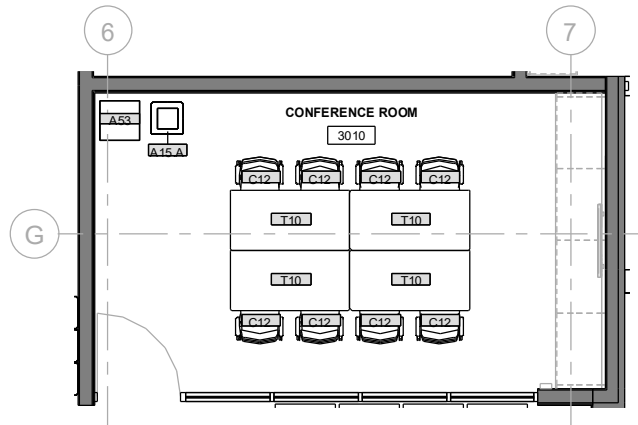 6
7
A53
A15.A
CONFERENCE ROOM
3010
C12 C12 C12 C12
T10 T10
G
T10 T10
C12 C12 C12 C12